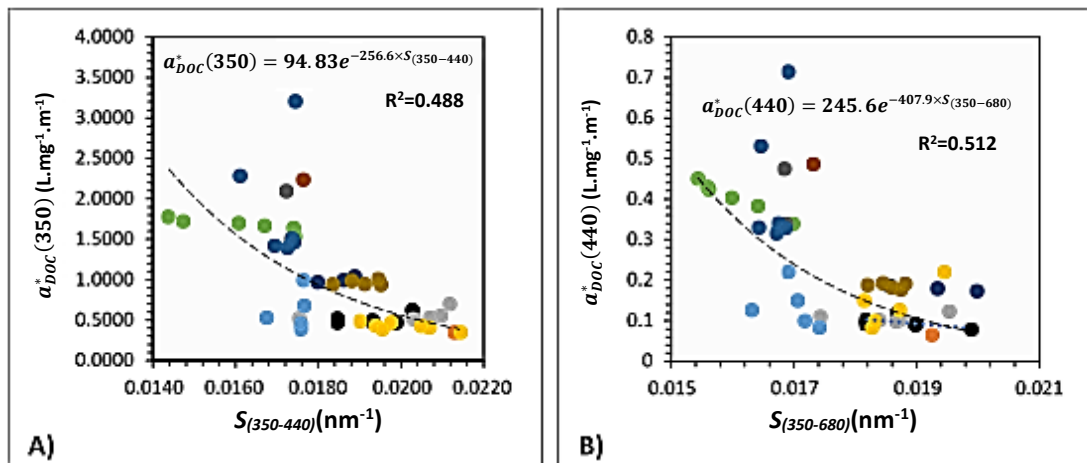 4.0000
3.5000
3.0000
2.5000
2.0000
1.5000
1.0000
0.5000
0.0000
a*DOC(350) (L.mg-1.m-1)
a*DOC(350) = 94.83e−256.6×S(350−440)
R2=0.488
0.0140 0.0160 0.0180 0.0200 0.0220
S(350-440)(nm-1)
A)
0.8
0.7
0.6
0.5
0.4
0.3
0.2
0.1
0
a*DOC(440) (L.mg-1.m-1)
a*DOC(440) = 245.6e−407.9×S(350−680)
R2=0.512
0.015 0.017 0.019 0.021
S(350-680)(nm-1)
B)